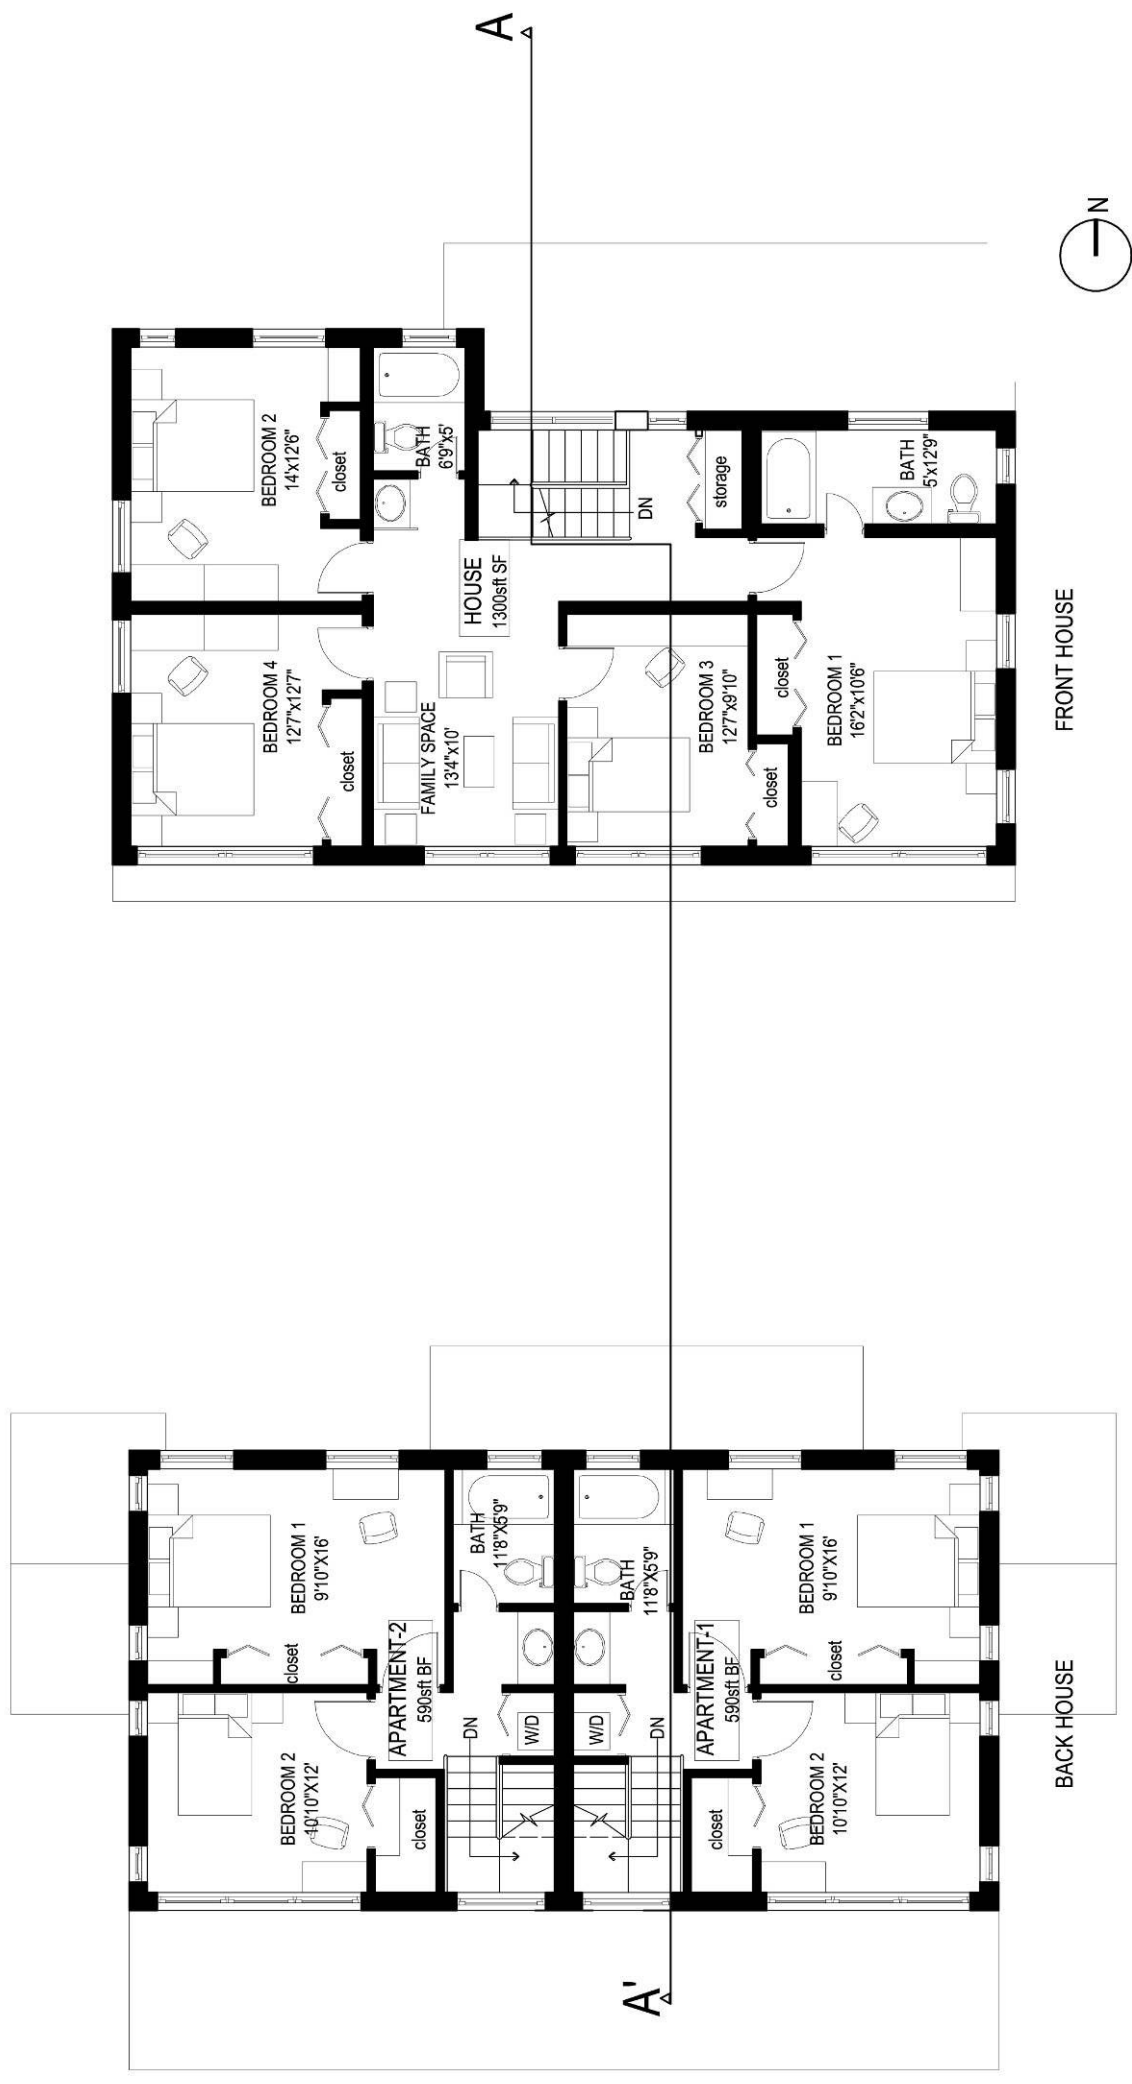 A
N
BEDROOM 2
14'x12'6"
closet
BATH
6'9"x5'
DN
storage
BATH
5'x12'9"
HOUSE
1300sft SF
BEDROOM 4
12'7"x12'7"
closet
FAMILY SPACE
13'4"x10'
BEDROOM 3
12'7"x9'10"
closet
closet
BEDROOM 1
16'2"x10'6"
FRONT HOUSE
BEDROOM 1
9'10"X16'
closet
BATH
11'8"X5'9"
BATH
11'8"X5'9"
BEDROOM 1
9'10"X16'
closet
APARTMENT-2
590sft BF
DN
W/D
W/D
DN
APARTMENT-1
590sft BF
BEDROOM 2
10'10"X12'
closet
closet
BEDROOM 2
10'10"X12'
BACK HOUSE
A'